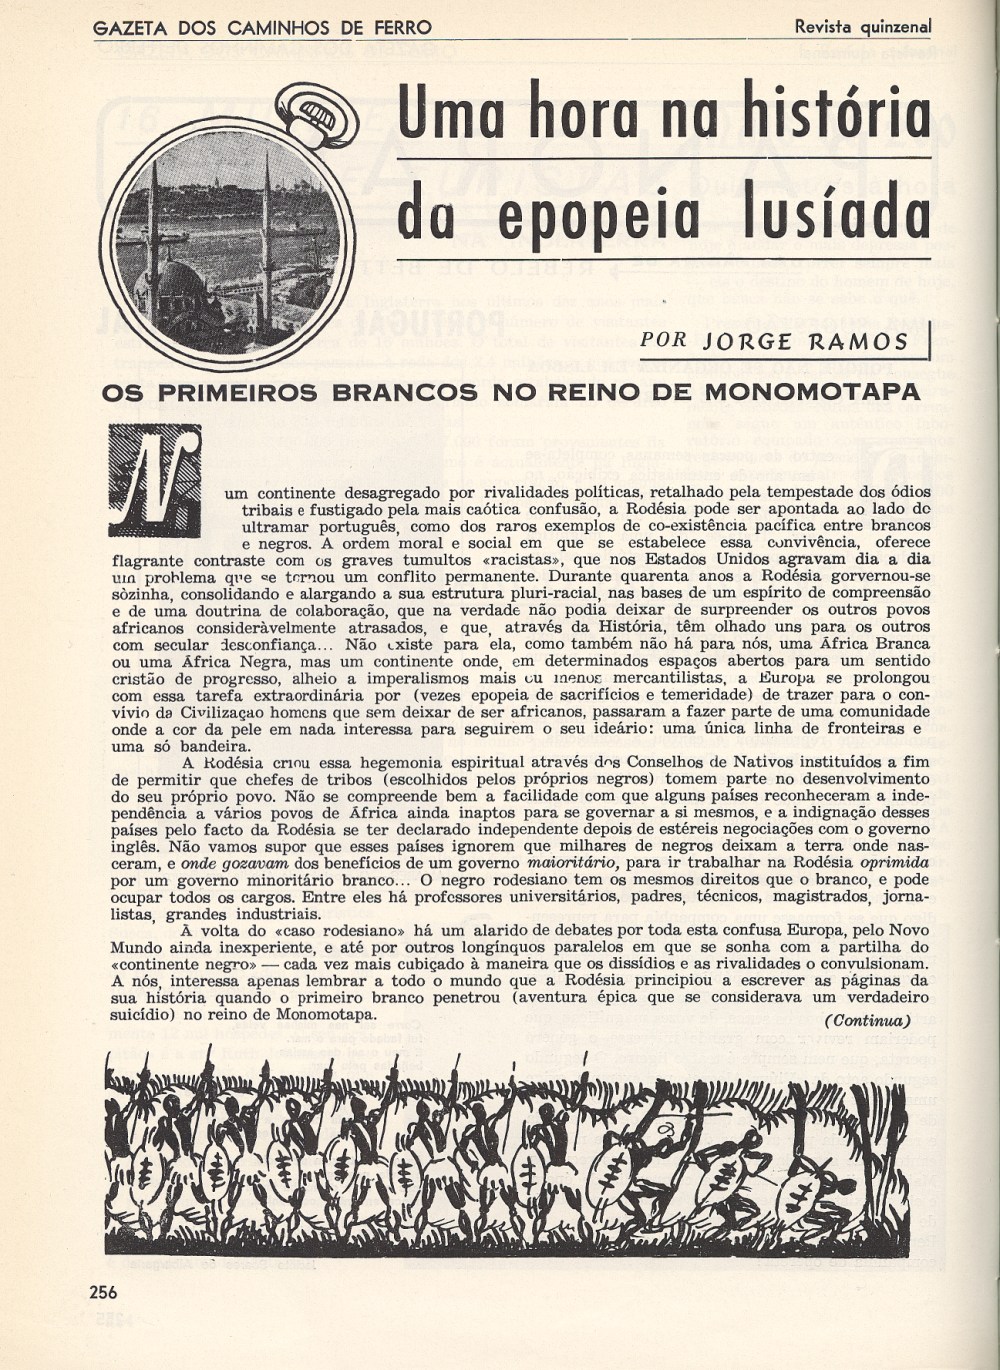 GAZETA DOS CAMINHOS DE FERRO
Revista quinzenal
Uma hora na história
da epopeia lusíada
POR JORGE RAMOS
OS PRIMEIROS BRANCOS NO REINO DE MONOMOTAPA
N um continente desagregado por rivalidades políticas, retalhado pela tempestade dos ódios
tribais e fustigado pela mais caótica confusão, a Rodésia pode ser apontada ao lado do
ultramar português, como dos raros exemplos de co-existência pacífica entre brancos
e negros. A ordem moral e social em que se estabelece essa convivência, oferece
flagrante contraste com os graves tumultos «racistas», que nos Estados Unidos agravam dia a dia
um problema que se tornou um conflito permanente. Durante quarenta anos a Rodésia gorvernou-se
sòzinha, consolidando e alargando a sua estrutura pluri-racial, nas bases de um espírito de compreensão
e de uma doutrina de colaboração, que na verdade não podia deixar de surpreender os outros povos
africanos consideràvelmente atrasados, e que, através da História, têm olhado uns para os outros
com secular desconfiança... Não existe para ela, como também não há para nós, uma África Branca
ou uma África Negra, mas um continente onde, em determinados espaços abertos para um sentido
cristão de progresso, alheio a imperalismos mais ou menos mercantilistas, a Europa se prolongou
com essa tarefa extraordinária por (vezes epopeia de sacrifícios e temeridade) de trazer para o con-
vívio da Civilizaçao homens que sem deixar de ser africanos, passaram a fazer parte de uma comunidade
onde a cor da pele em nada interessa para seguirem o seu ideário: uma única linha de fronteiras e
uma só bandeira.
A Rodésia criou essa hegemonia espiritual através dos Conselhos de Nativos instituídos a fim
de permitir que chefes de tribos (escolhidos pelos próprios negros) tomem parte no desenvolvimento
do seu próprio povo. Não se compreende bem a facilidade com que alguns países reconheceram a inde-
pendência a vários povos de África ainda inaptos para se governar a si mesmos, e a indignação desses
países pelo facto da Rodésia se ter declarado independente depois de estéreis negociações com o governo
inglês. Não vamos supor que esses países ignorem que milhares de negros deixam a terra onde nas-
ceram, e onde gozavam dos benefícios de um governo maioritário, para ir trabalhar na Rodésia oprimida
por um governo minoritário branco... O negro rodesiano tem os mesmos direitos que o branco, e pode
ocupar todos os cargos. Entre eles há professores universitários, padres, técnicos, magistrados, jorna-
listas, grandes industriais.
À volta do «caso rodesiano» há um alarido de debates por toda esta confusa Europa, pelo Novo
Mundo ainda inexperiente, e até por outros longínquos paralelos em que se sonha com a partilha do
«continente negro» — cada vez mais cubiçado à maneira que os dissídios e as rivalidades o convulsionam.
A nós, interessa apenas lembrar a todo o mundo que a Rodésia principiou a escrever as páginas da
sua história quando o primeiro branco penetrou (aventura épica que se considerava um verdadeiro
suicídio) no reino de Monomotapa.
(Continua)
256